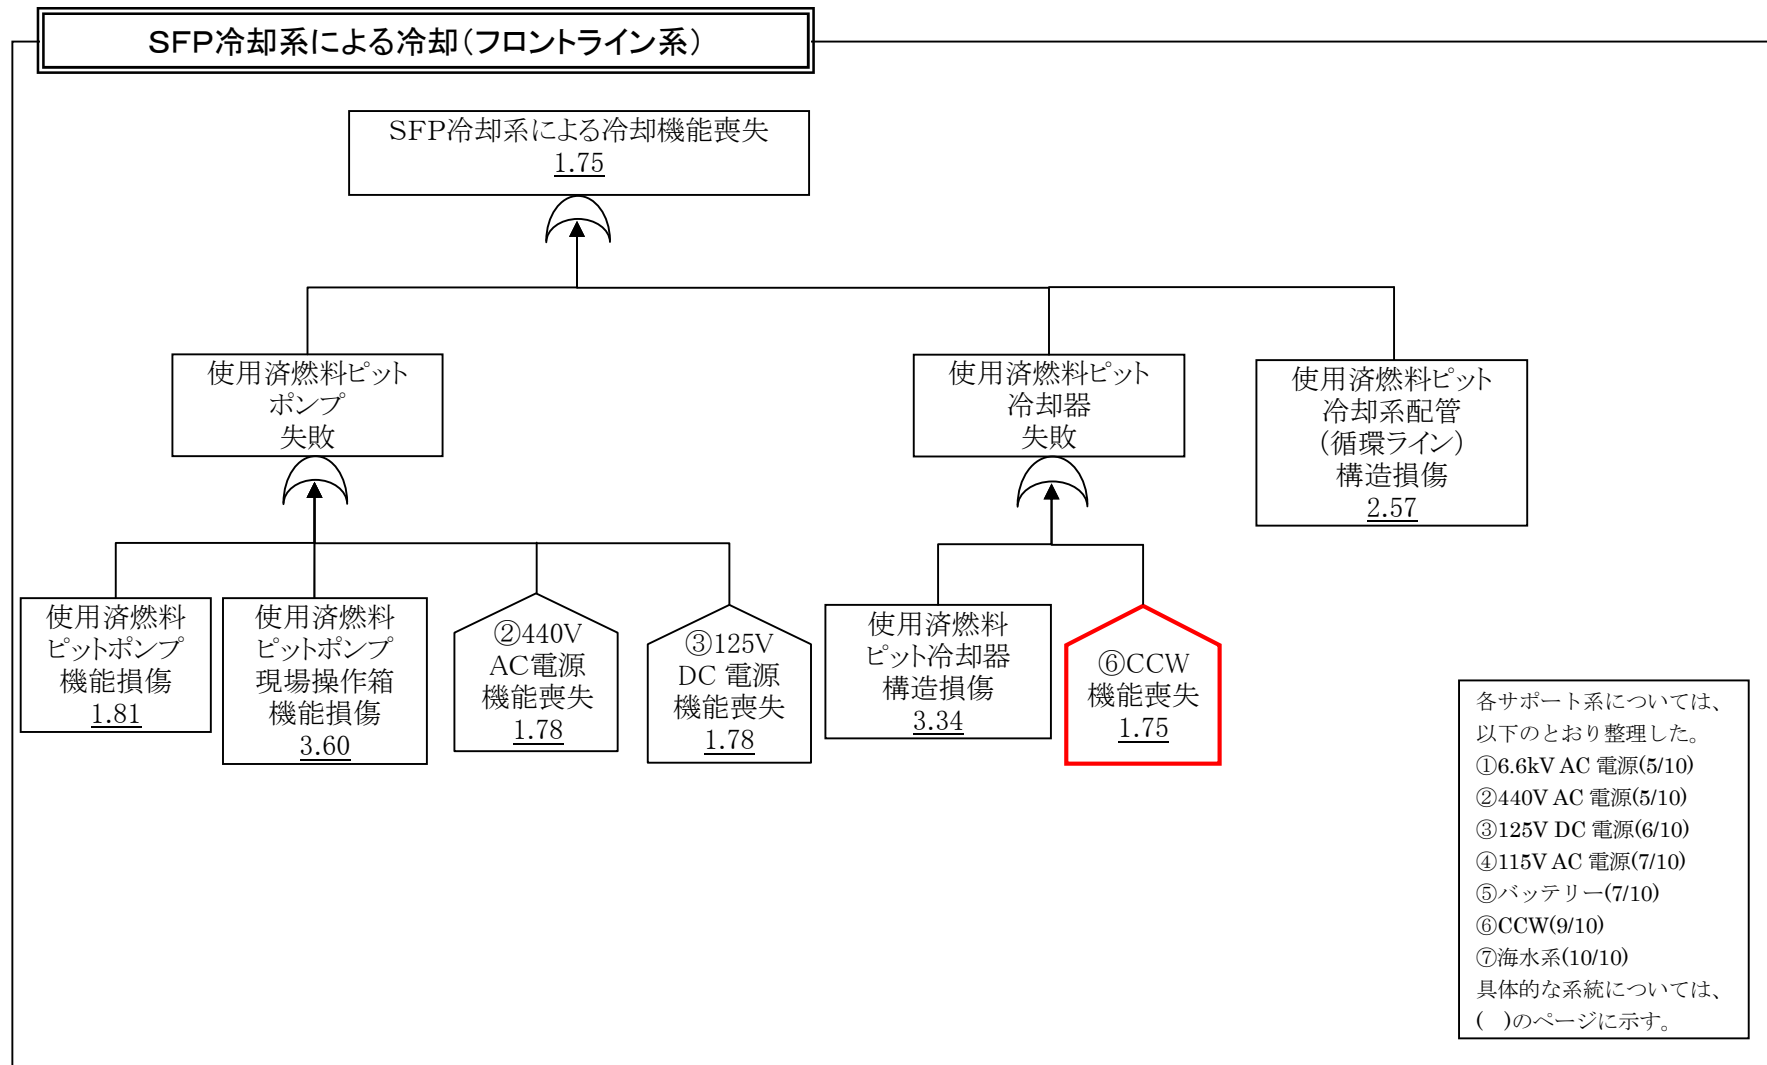 SFP冷却系による冷却（フロントライン系）
SFP冷却系による冷却機能喪失
1.75
使用済燃料ピット
ポンプ
失敗
使用済燃料ピット
冷却器
失敗
使用済燃料ピット
冷却系配管
（循環ライン）
構造損傷
2.57
使用済燃料
ピットポンプ
機能損傷
1.81
使用済燃料
ピットポンプ
現場操作箱
機能損傷
3.60
②440V
AC電源
機能喪失
1.78
③125V
DC 電源
機能喪失
1.78
使用済燃料
ピット冷却器
構造損傷
3.34
⑥CCW
機能喪失
1.75
各サポート系については、
以下のとおり整理した。
①6.6kV AC 電源(5/10)
②440V AC 電源(5/10)
③125V DC 電源(6/10)
④115V AC 電源(7/10)
⑤バッテリー(7/10)
⑥CCW(9/10)
⑦海水系(10/10)
具体的な系統については、
(　)のページに示す。